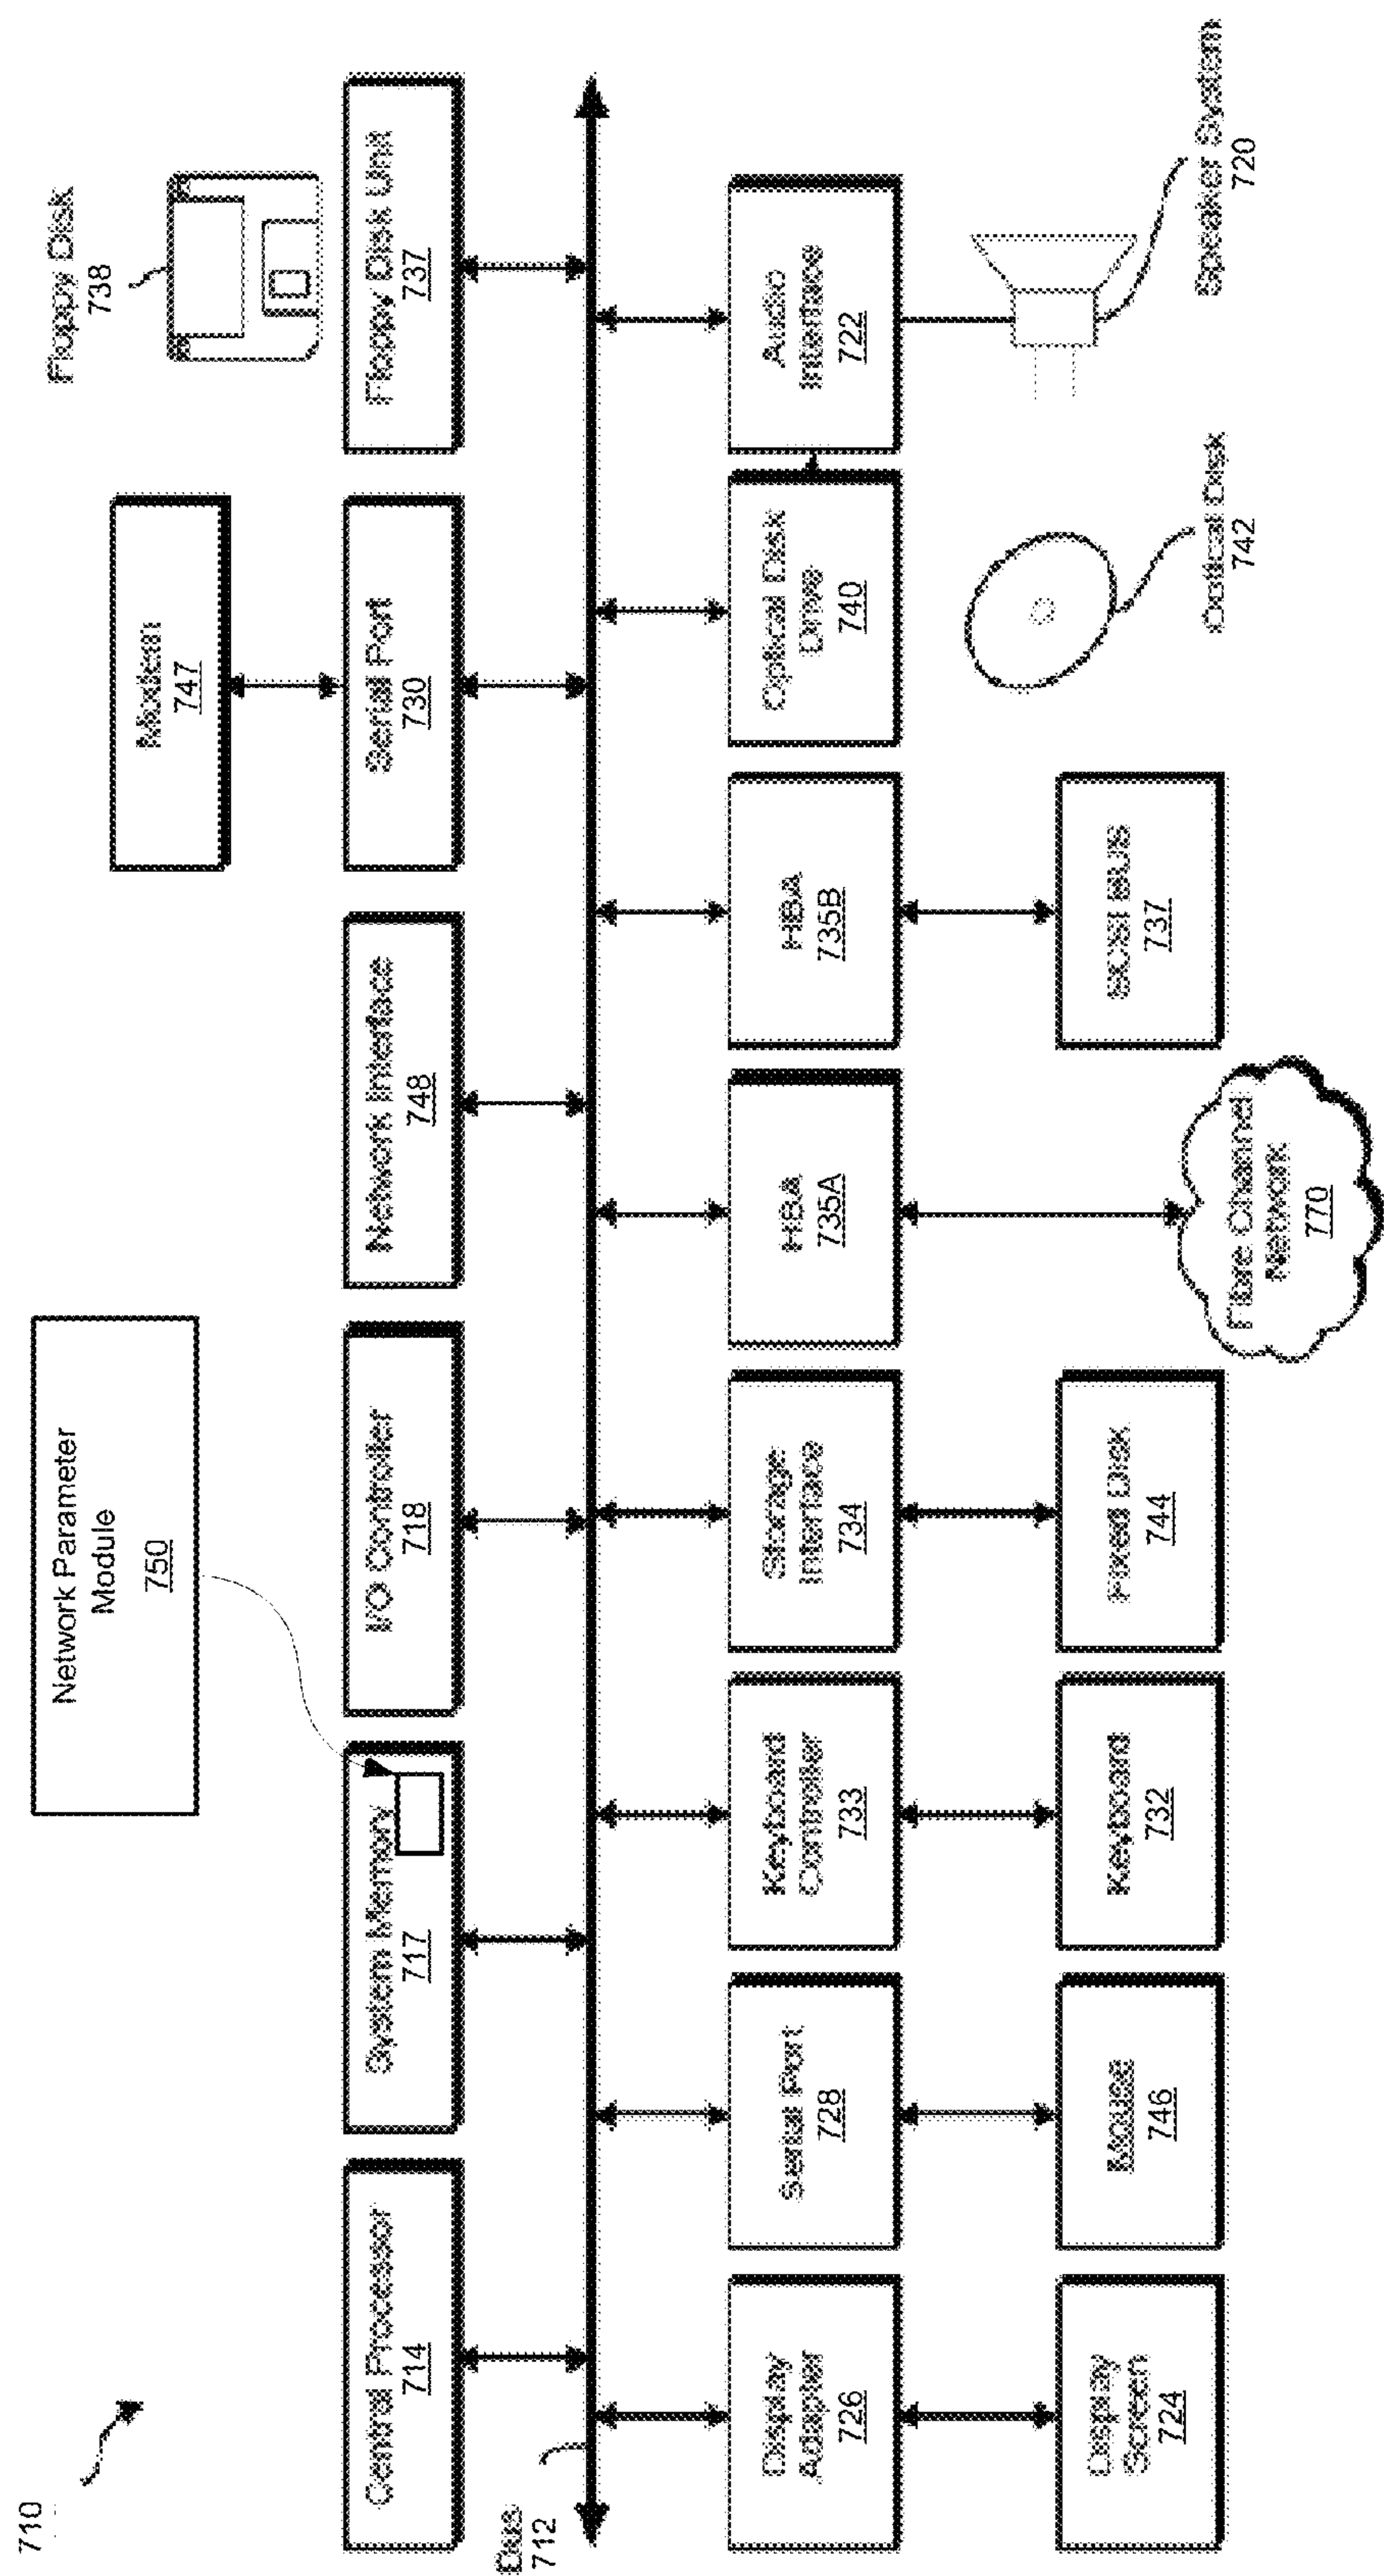 710
Network Parameter
Module
750
Modem
747
Floppy Disk
738
Central Processor
714
System Memory
717
I/O Controller
718
Network Interface
748
Serial Port
730
Floppy Disk Unit
737
Bus
712
Display
Adapter
726
Serial Port
728
Keyboard
Controller
733
Storage
Interface
734
HBA
735A
HBA
735B
Optical Disk
Drive
740
Audio
Interface
722
Display
Screen
724
Mouse
746
Keyboard
732
Fixed Disk
744
Fibre Channel
Network
770
SCSI BUS
737
Optical Disk
742
Speaker System
720